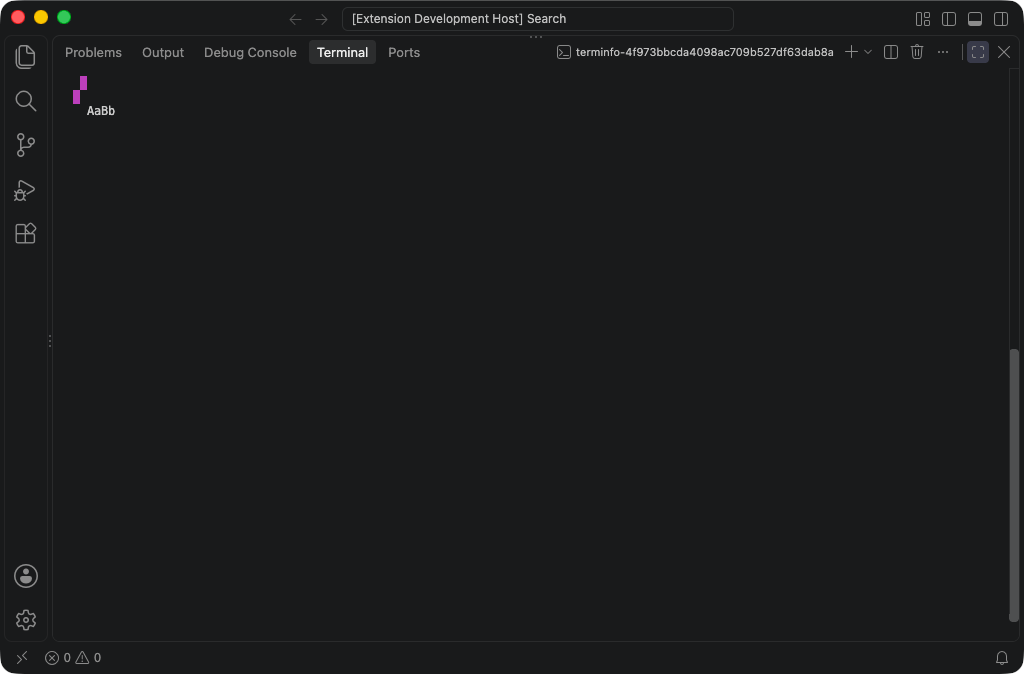 [Extension Development Host] Search
Problems Output Debug Console Terminal Ports terminfo-4f973bbcda4098ac709b527df63dab8a
AaBb
0 0